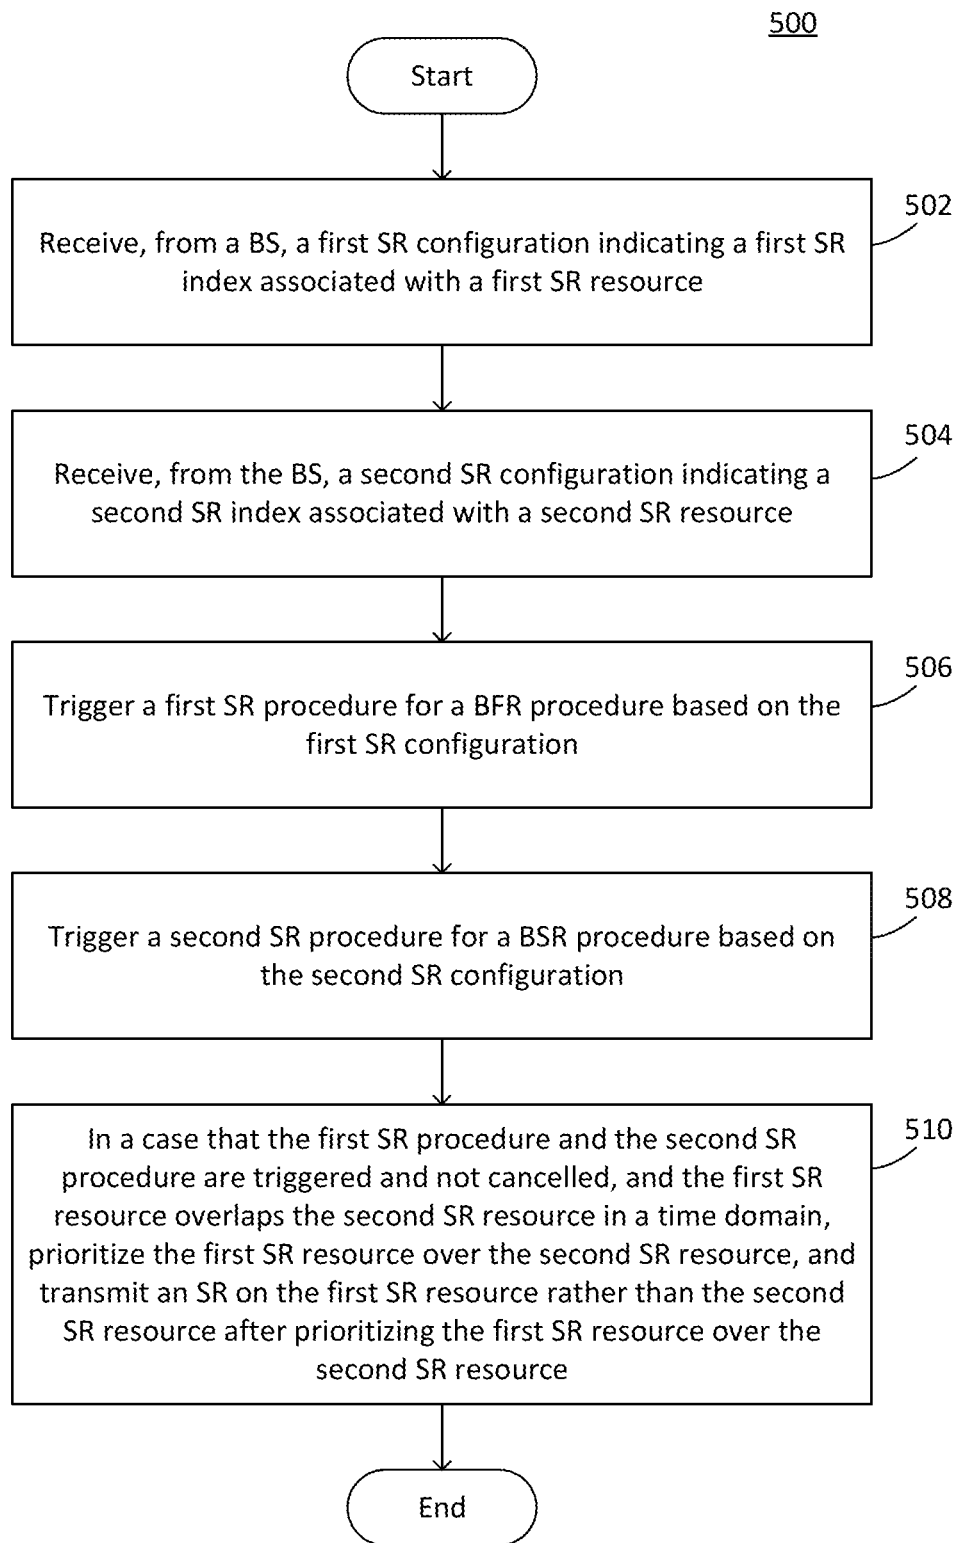 500
Start
502
Receive, from a BS, a first SR configuration indicating a first SR
index associated with a first SR resource
504
Receive, from the BS, a second SR configuration indicating a
second SR index associated with a second SR resource
506
Trigger a first SR procedure for a BFR procedure based on the
first SR configuration
508
Trigger a second SR procedure for a BSR procedure based on
the second SR configuration
510
In a case that the first SR procedure and the second SR
procedure are triggered and not cancelled, and the first SR
resource overlaps the second SR resource in a time domain,
prioritize the first SR resource over the second SR resource, and
transmit an SR on the first SR resource rather than the second
SR resource after prioritizing the first SR resource over the
second SR resource
End